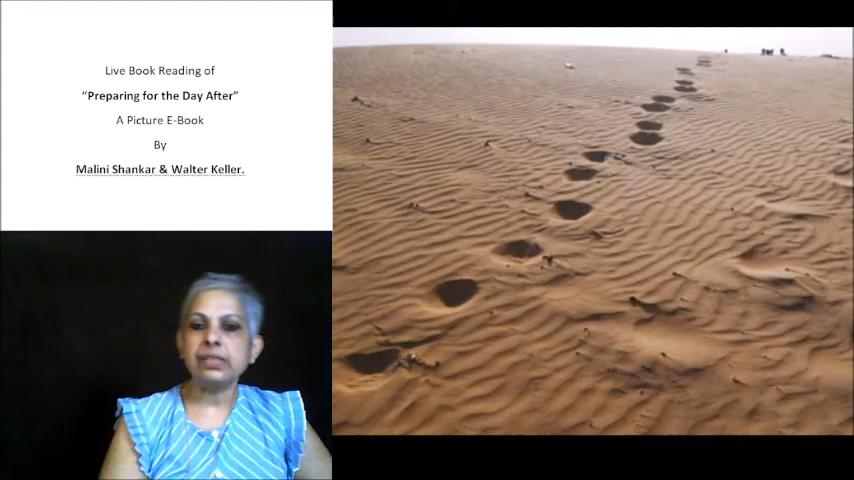 Live Book Reading of
“Preparing for the Day After”
A Picture E-Book
By
Malini Shankar & Walter Keller.